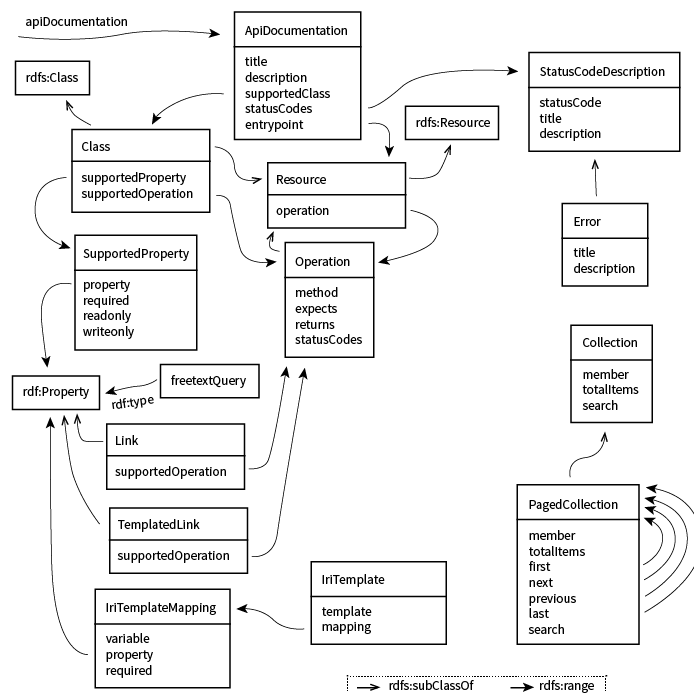 apiDocumentation
ApiDocumentation
title
description
supportedClass
statusCodes
entrypoint
StatusCodeDescription
statusCode
title
description
rdfs:Class
rdfs:Resource
Class
supportedProperty
supportedOperation
Resource
operation
Error
title
description
SupportedProperty
property
required
readonly
writeonly
Operation
method
expects
returns
statusCodes
Collection
member
totalItems
search
rdf:Property
rdf:type
freetextQuery
Link
supportedOperation
TemplatedLink
supportedOperation
PagedCollection
member
totalItems
first
next
previous
last
search
IriTemplate
template
mapping
IriTemplateMapping
variable
property
required
rdfs:subClassOf
rdfs:range